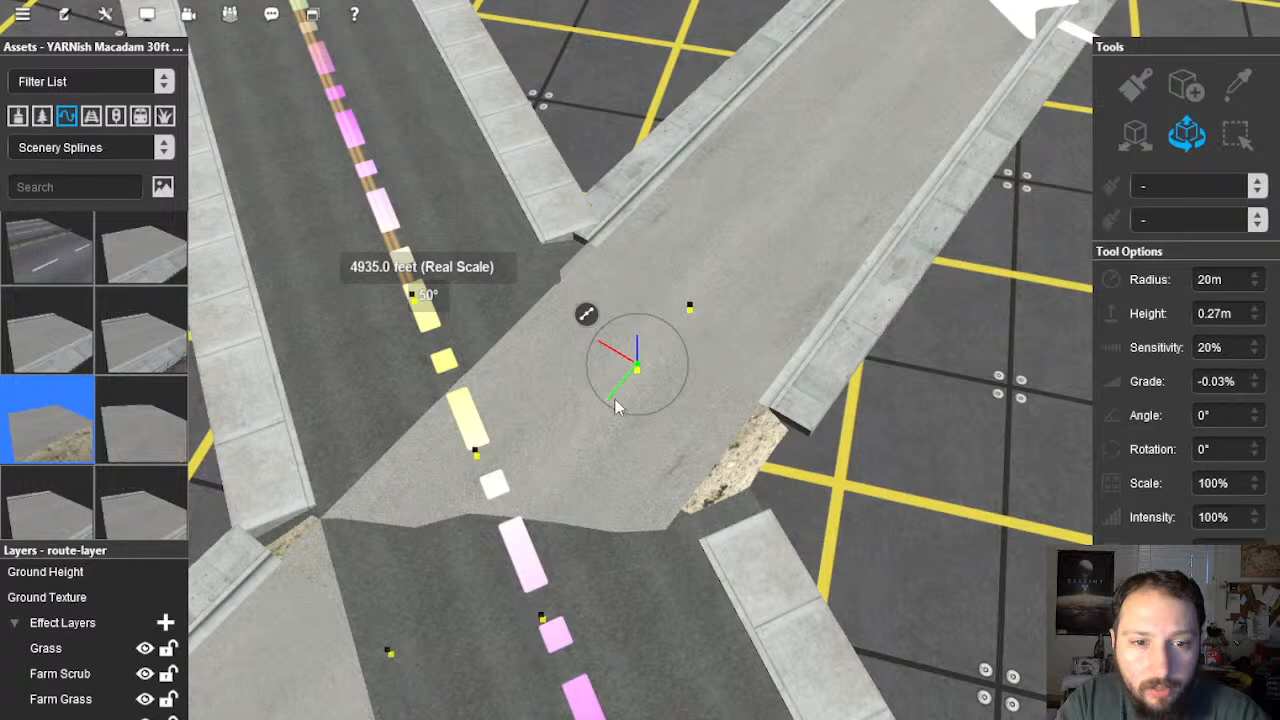 ?
Assets - YARNish Macadam 30ft ...
Filter List
Scenery Splines
Search
Layers - route-layer
Ground Height
Ground Texture
Effect Layers
Grass
Farm Scrub
Farm Grass
4935.0 feet (Real Scale)
50°
Tools
-
-
Tool Options
Radius: 20m
Height: 0.27m
Sensitivity: 20%
Grade: -0.03%
Angle: 0°
Rotation: 0°
Scale: 100%
Intensity: 100%
DESTINY